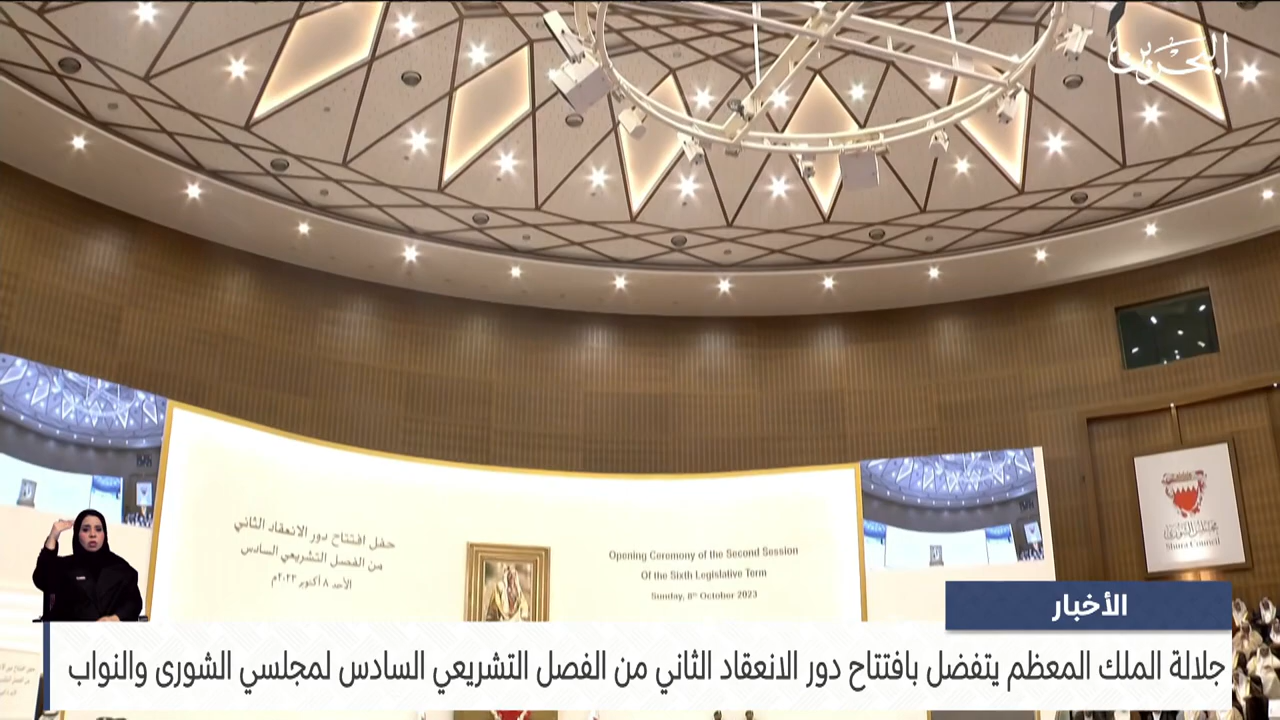 البحرين
حفل افتتاح دور الانعقاد الثاني
من الفصل التشريعي السادس
الأحد ٨ أكتوبر ٢٠٢٣م
Opening Ceremony of the Second Session
Of the Sixth Legislative Term
Sunday, 8th October 2023
مجلس الشورى
Shura Council
الأخبار
جلالة الملك المعظم يتفضل بافتتاح دور الانعقاد الثاني من الفصل التشريعي السادس لمجلسي الشورى والنواب